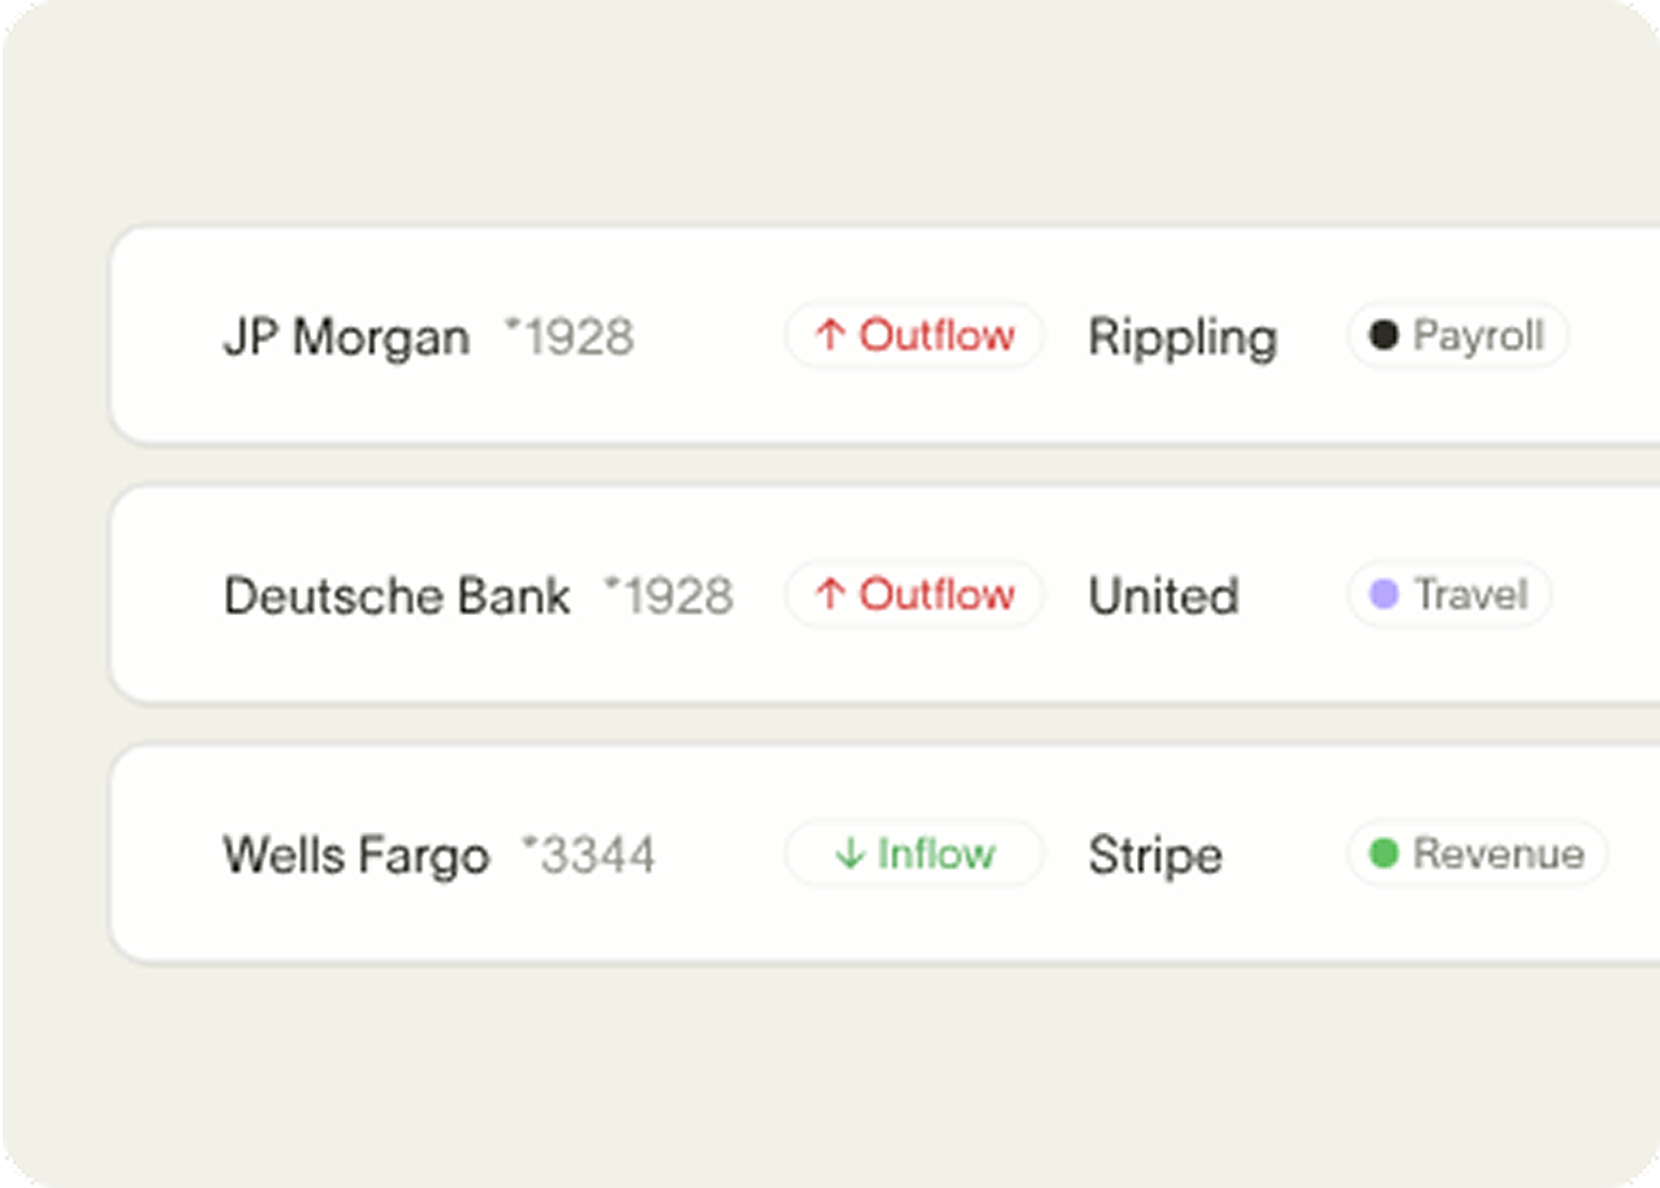 JP Morgan *1928 ↑ Outflow Rippling Payroll
Deutsche Bank *1928 ↑ Outflow United Travel
Wells Fargo *3344 ↓ Inflow Stripe Revenue